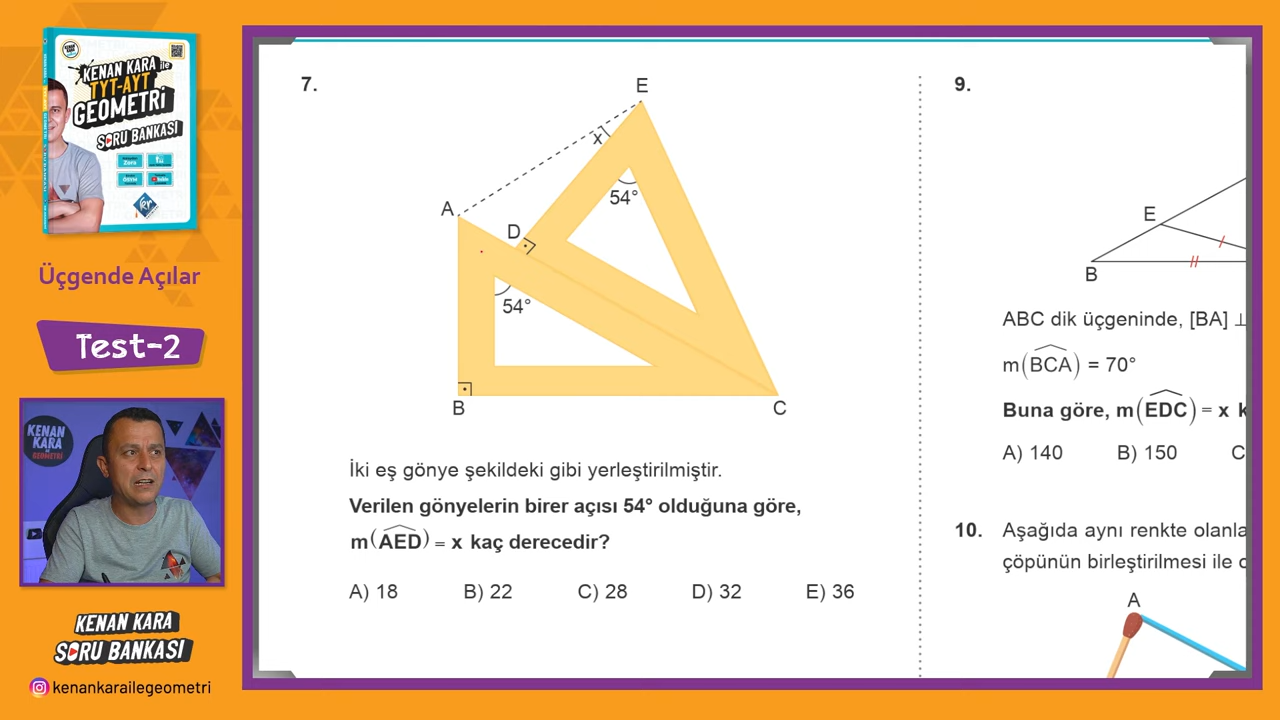 KENAN KARA ile
TYT-AYT
GEOMETRİ
SORU BANKASI
Üçgende Açılar
Test-2
KENAN
KARA
GEOMETRİ
KENAN KARA
SORU BANKASI
kenankarailegeometri
7.
E
x
54°
A
D
54°
B
C
İki eş gönye şekildeki gibi yerleştirilmiştir.
Verilen gönyelerin birer açısı 54° olduğuna göre,
m(AED) = x kaç derecedir?
A) 18 B) 22 C) 28 D) 32 E) 36
9.
E
B
ABC dik üçgeninde, [BA] ⊥
m(BCA) = 70°
Buna göre, m(EDC) = x k
A) 140 B) 150 C
10. Aşağıda aynı renkte olanla
çöpünün birleştirilmesi ile o
A